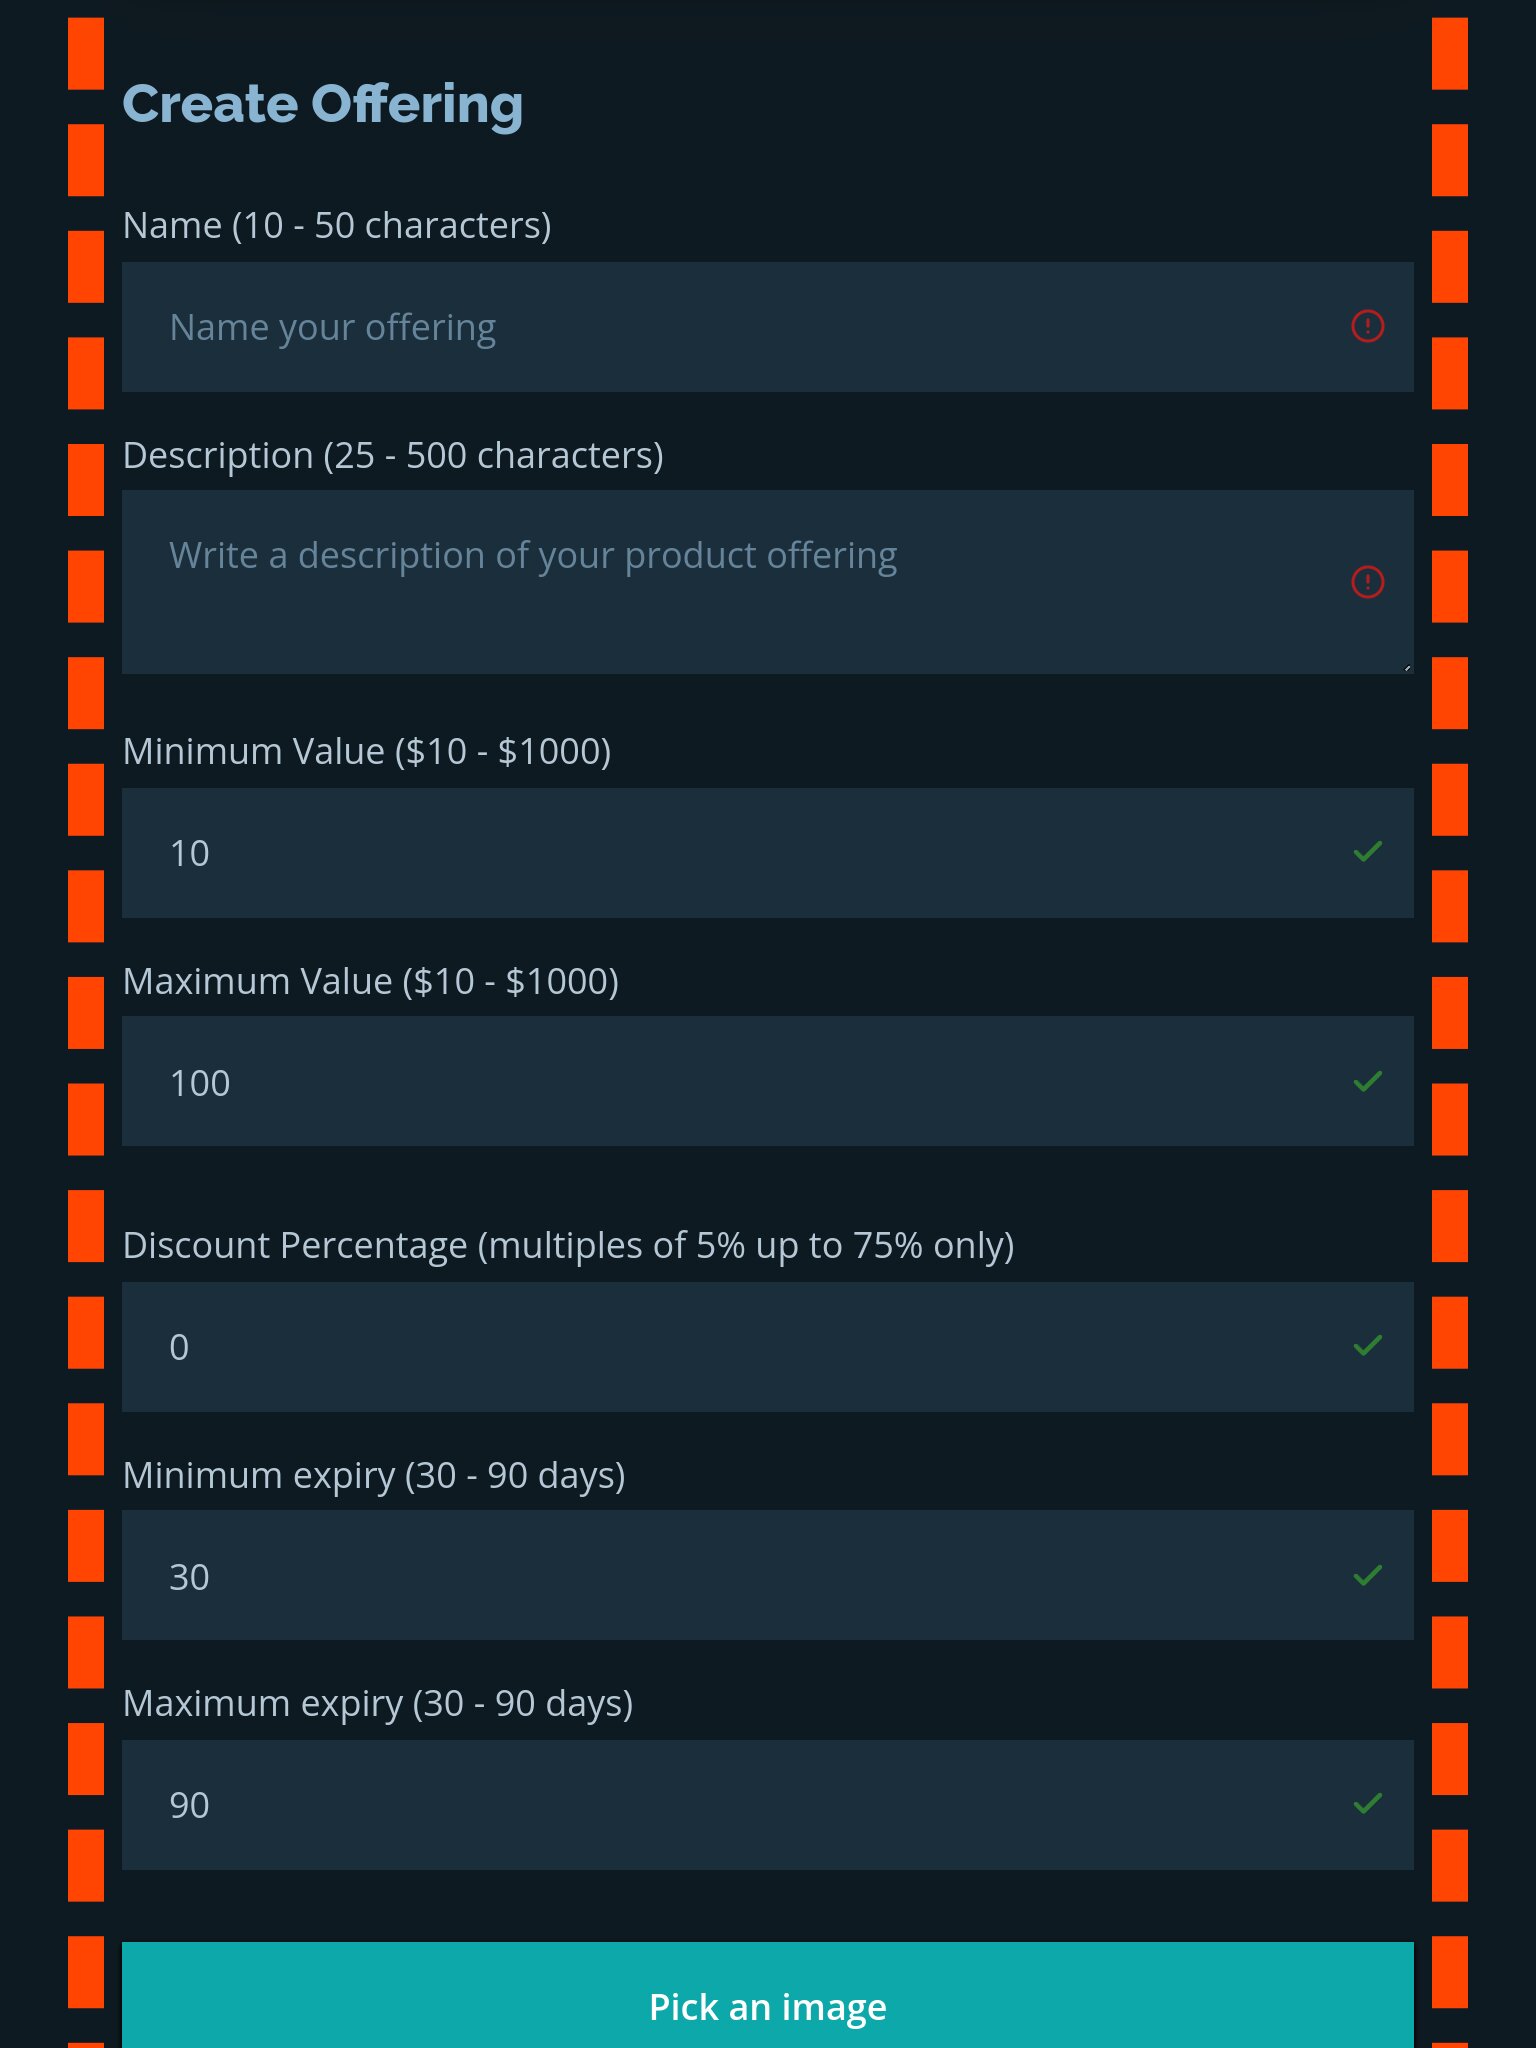 Create Offering
Name (10 - 50 characters)
Name your offering
Description (25 - 500 characters)
Write a description of your product offering
Minimum Value ($10 - $1000)
10
Maximum Value ($10 - $1000)
100
Discount Percentage (multiples of 5% up to 75% only)
0
Minimum expiry (30 - 90 days)
30
Maximum expiry (30 - 90 days)
90
Pick an image